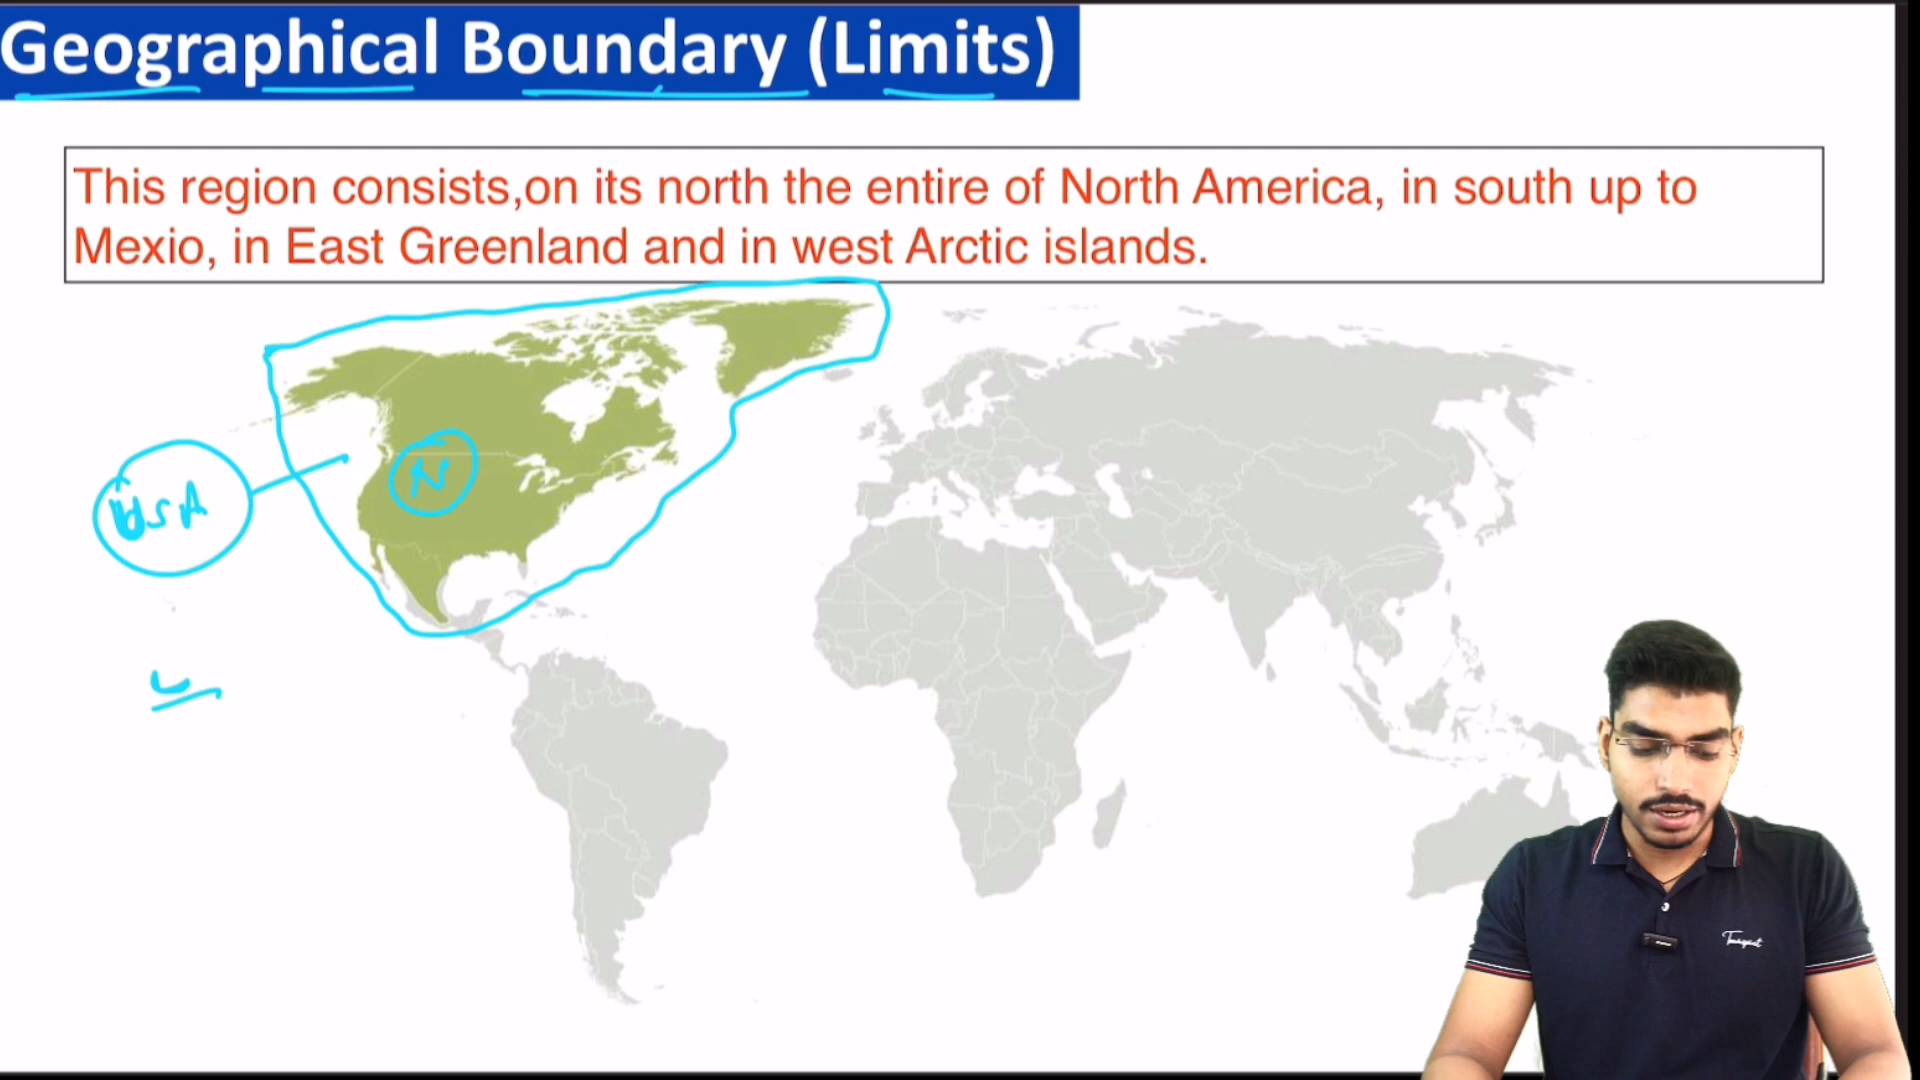 Geographical Boundary (Limits)
This region consists,on its north the entire of North America, in south up to
Mexio, in East Greenland and in west Arctic islands.
N
USA